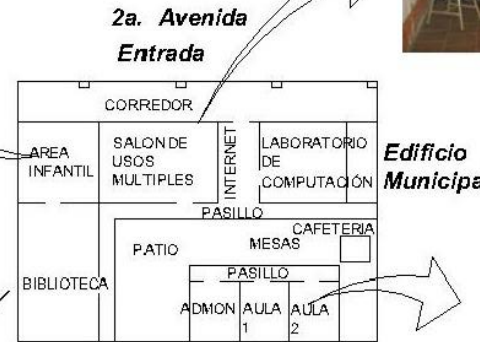 2a. Avenida
Entrada
CORREDOR
AREA
INFANTIL
SALON DE
USOS
MULTIPLES
INTERNET
LABORATORIO
DE
COMPUTACIÓN
Edificio
Municipa
PASILLO
CAFETERIA
MESAS
PATIO
PASILLO
BIBLIOTECA
ADMON
AULA
1
AULA
2